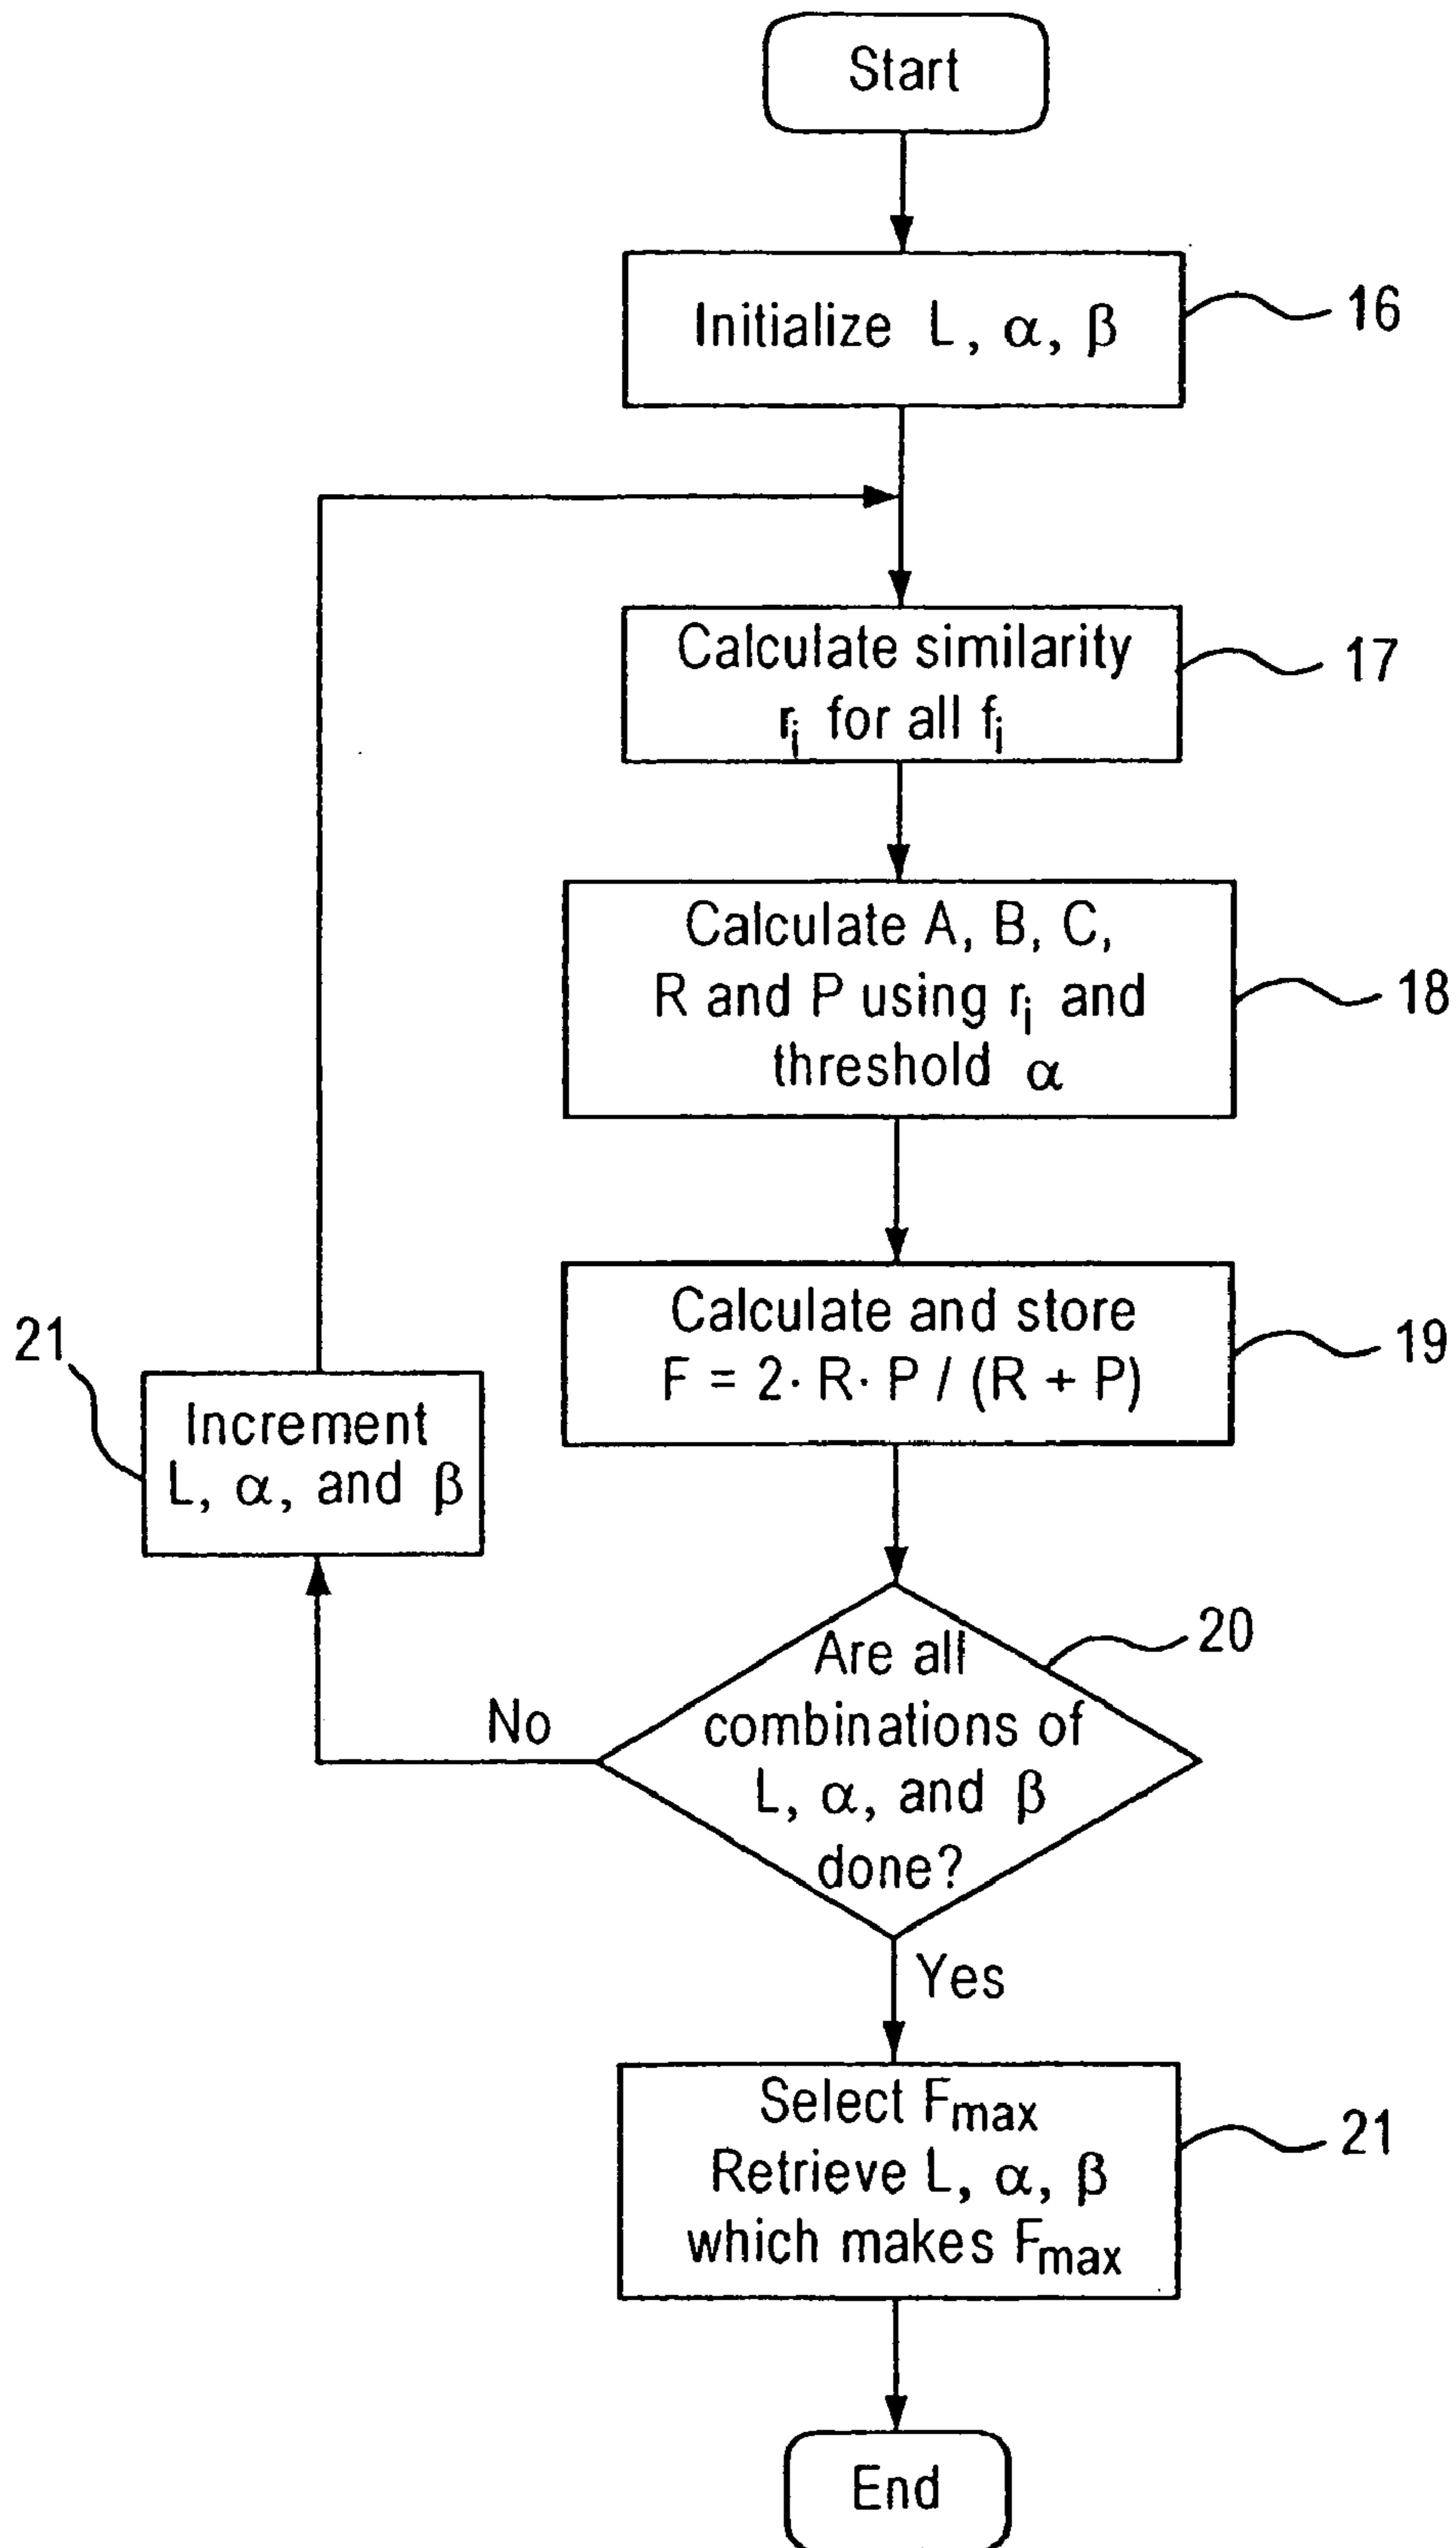 Start
Initialize L, α, β
16
Calculate similarity
rᵢ for all fᵢ
17
Calculate A, B, C,
R and P using rᵢ and
threshold α
18
Calculate and store
F = 2· R· P / (R + P)
19
21
Increment
L, α, and β
Are all
combinations of
L, α, and β
done?
20
No
Yes
Select Fmax
Retrieve L, α, β
which makes Fmax
21
End